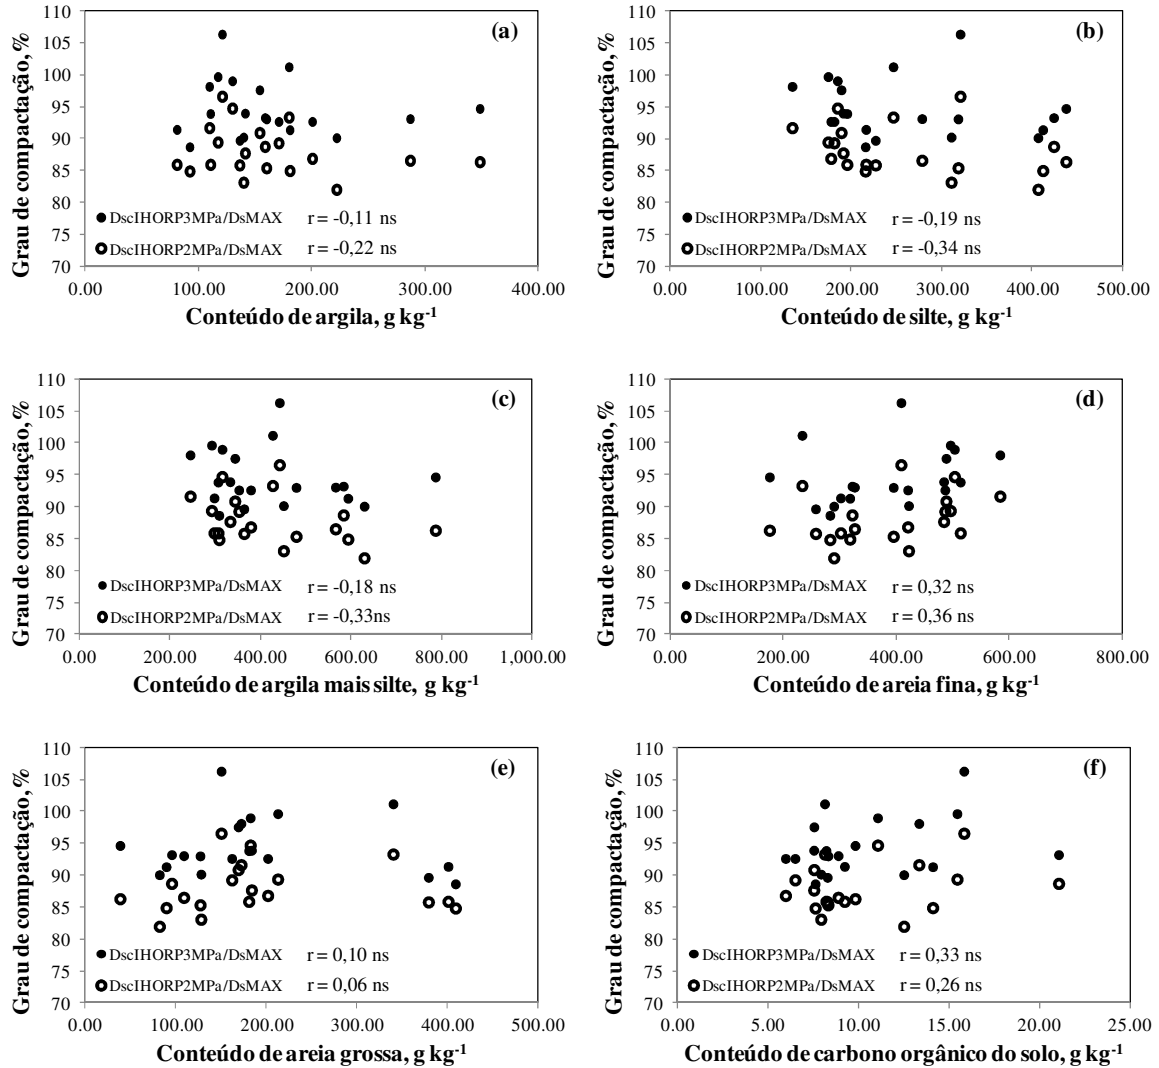 (a)
Grau de compactação, %
110
105
100
95
90
85
80
75
70
DscIHORP3MPa/DsMAX r = -0,11 ns
DscIHORP2MPa/DsMAX r = -0,22 ns
0.00 100.00 200.00 300.00 400.00
Conteúdo de argila, g kg-1
(b)
Grau de compactação, %
110
105
100
95
90
85
80
75
70
DscIHORP3MPa/DsMAX r = -0,19 ns
DscIHORP2MPa/DsMAX r = -0,34 ns
0.00 100.00 200.00 300.00 400.00 500.00
Conteúdo de silte, g kg-1
(c)
Grau de compactação, %
110
105
100
95
90
85
80
75
70
DscIHORP3MPa/DsMAX r = -0,18 ns
DscIHORP2MPa/DsMAX r = -0,33ns
0.00 200.00 400.00 600.00 800.00 1,000.00
Conteúdo de argila mais silte, g kg-1
(d)
Grau de compactação, %
110
105
100
95
90
85
80
75
70
DscIHORP3MPa/DsMAX r = 0,32 ns
DscIHORP2MPa/DsMAX r = 0,36 ns
0.00 200.00 400.00 600.00 800.00
Conteúdo de areia fina, g kg-1
(e)
Grau de compactação, %
110
105
100
95
90
85
80
75
70
DscIHORP3MPa/DsMAX r = 0,10 ns
DscIHORP2MPa/DsMAX r = 0,06 ns
0.00 100.00 200.00 300.00 400.00 500.00
Conteúdo de areia grossa, g kg-1
(f)
Grau de compactação, %
110
105
100
95
90
85
80
75
70
DscIHORP3MPa/DsMAX r = 0,33 ns
DscIHORP2MPa/DsMAX r = 0,26 ns
0.00 5.00 10.00 15.00 20.00 25.00
Conteúdo de carbono orgânico do solo, g kg-1